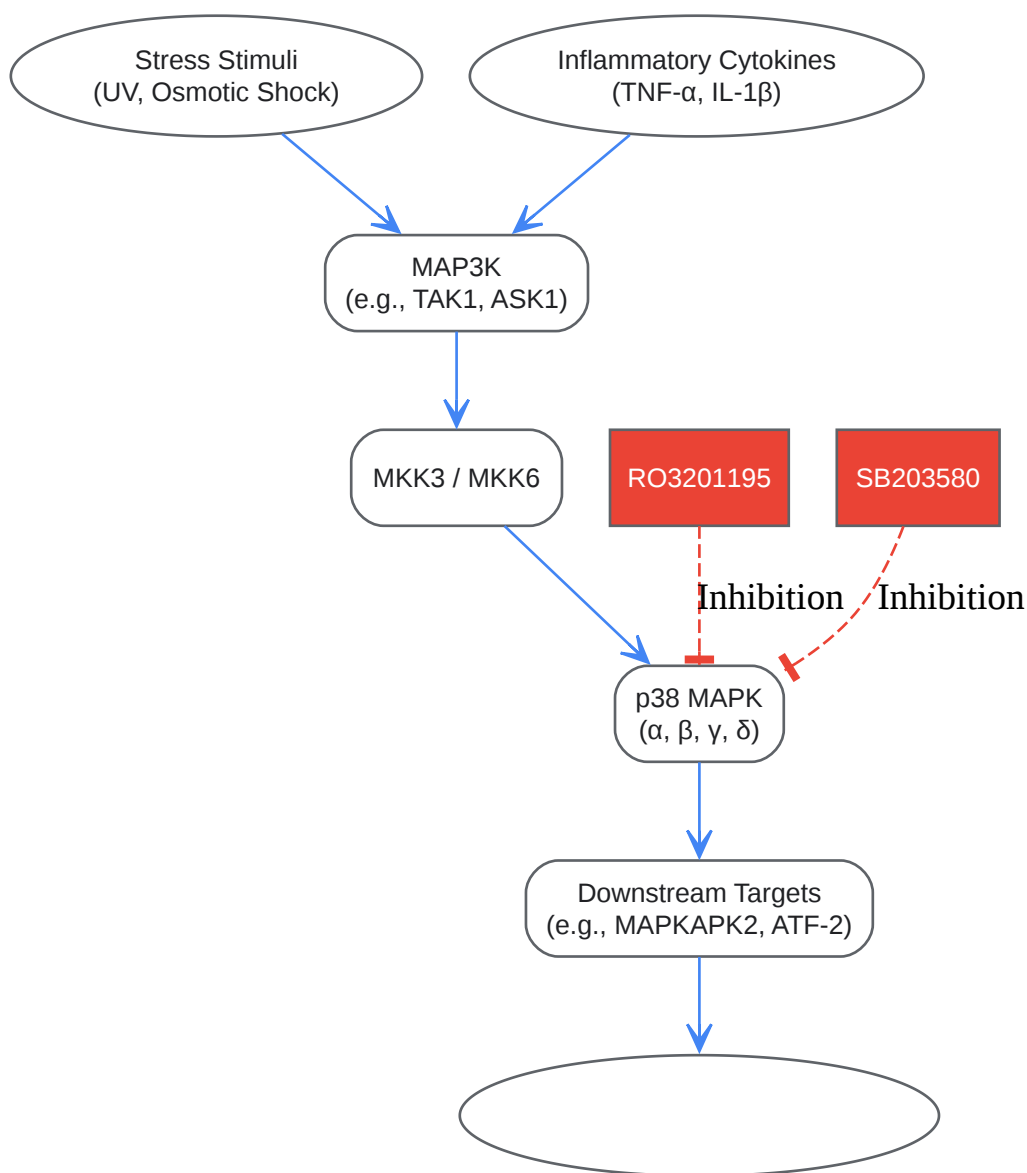 Stress Stimuli
(UV, Osmotic Shock)
Inflammatory Cytokines
(TNF-α, IL-1β)
MAP3K
(e.g., TAK1, ASK1)
MKK3 / MKK6
RO3201195
SB203580
Inhibition
Inhibition
p38 MAPK
(α, β, γ, δ)
Downstream Targets
(e.g., MAPKAPK2, ATF-2)